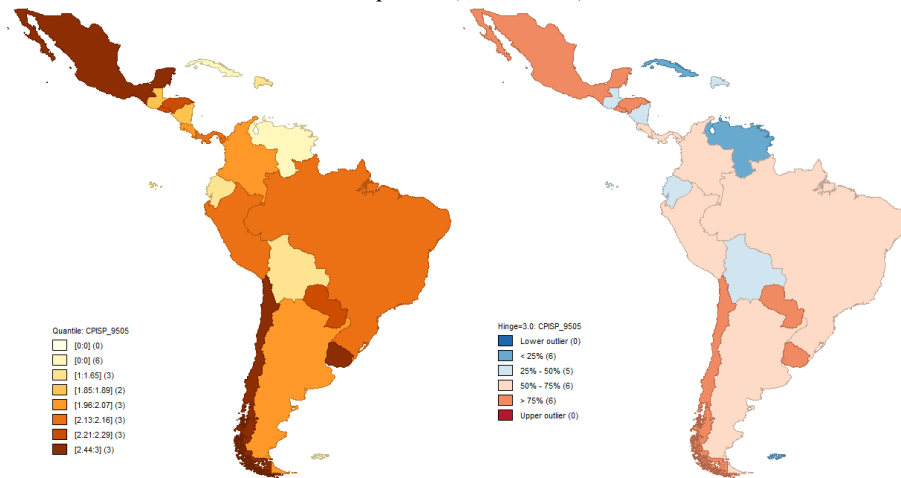 Quantile: CPISP_9505
[0:0] (0)
[0:0] (6)
[1:1.65] (3)
[1.85:1.89] (2)
[1.96:2.07] (3)
[2.13:2.16] (3)
[2.21:2.29] (3)
[2.44:3] (3)
Hinge=3.0: CPISP_9505
Lower outlier (0)
< 25% (6)
25% - 50% (5)
50% - 75% (6)
> 75% (6)
Upper outlier (0)